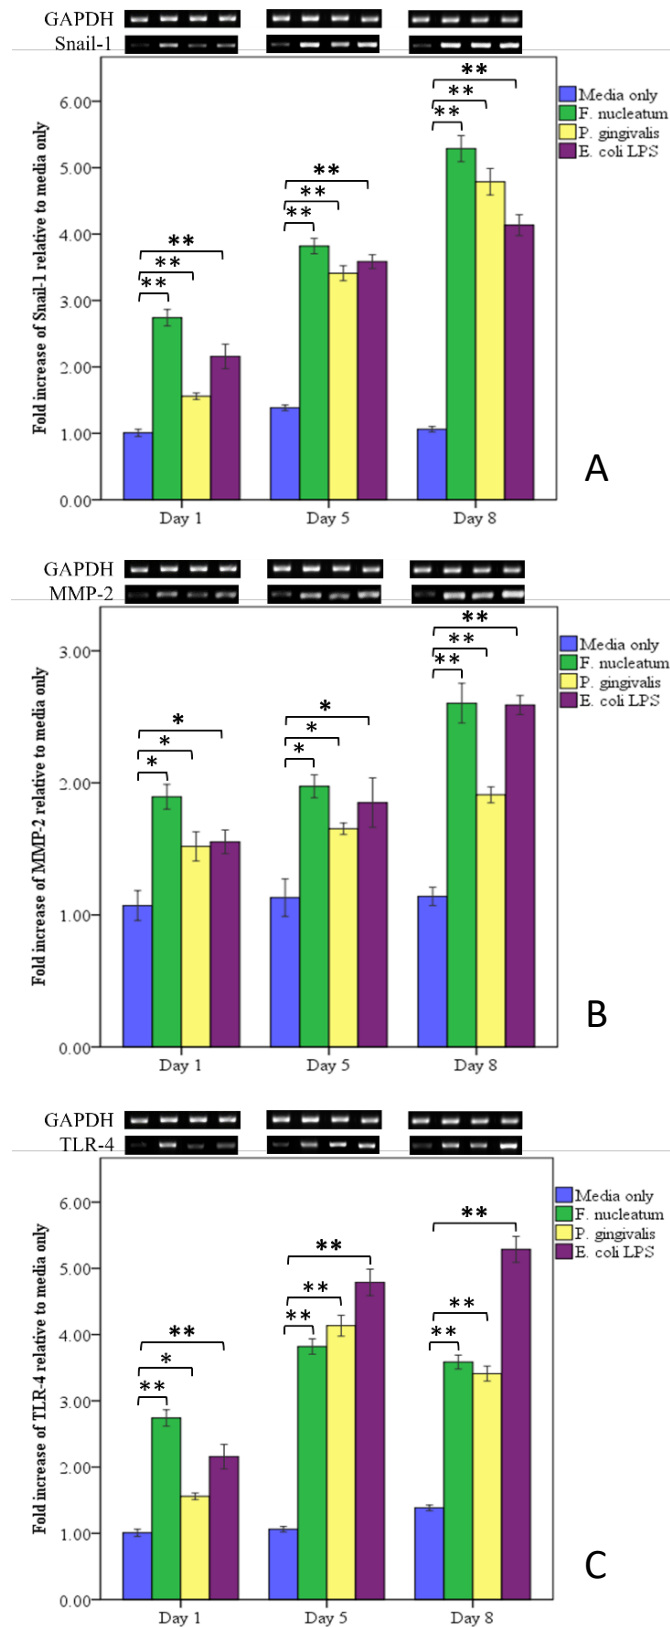 GAPDH
Snail-1
Fold increase of Snail-1 relative to media only
6.00
5.00
4.00
3.00
2.00
1.00
0.00
** ** **
** ** **
** ** **
Media only
F. nucleatum
P. gingivalis
E. coli LPS
Day 1 Day 5 Day 8
A
GAPDH
MMP-2
Fold increase of MMP-2 relative to media only
3.00
2.00
1.00
0.00
* * **
* * **
* * **
Media only
F. nucleatum
P. gingivalis
E. coli LPS
Day 1 Day 5 Day 8
B
GAPDH
TLR-4
Fold increase of TLR-4 relative to media only
6.00
5.00
4.00
3.00
2.00
1.00
0.00
** ** **
* ** **
** ** **
Media only
F. nucleatum
P. gingivalis
E. coli LPS
Day 1 Day 5 Day 8
C